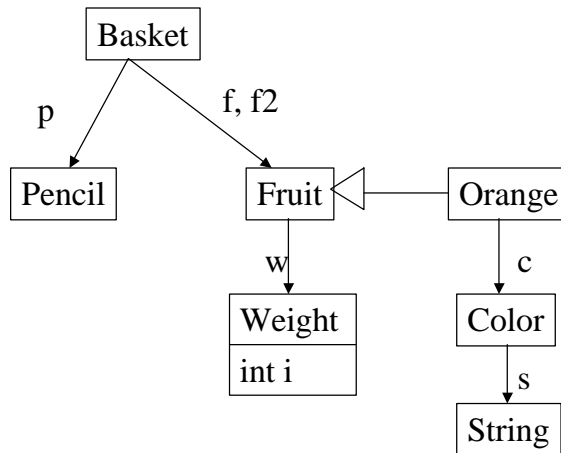 Basket
p
f, f2
Pencil
Fruit
Orange
w
c
Weight
Color
int i
s
String